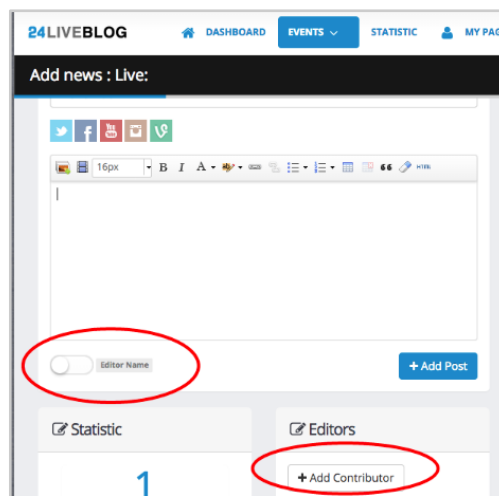 24LIVEBLOG DASHBOARD EVENTS STATISTIC MY PAG
Add news : Live:
16px B I A HTML
Editor Name + Add Post
Statistic Editors
1 + Add Contributor